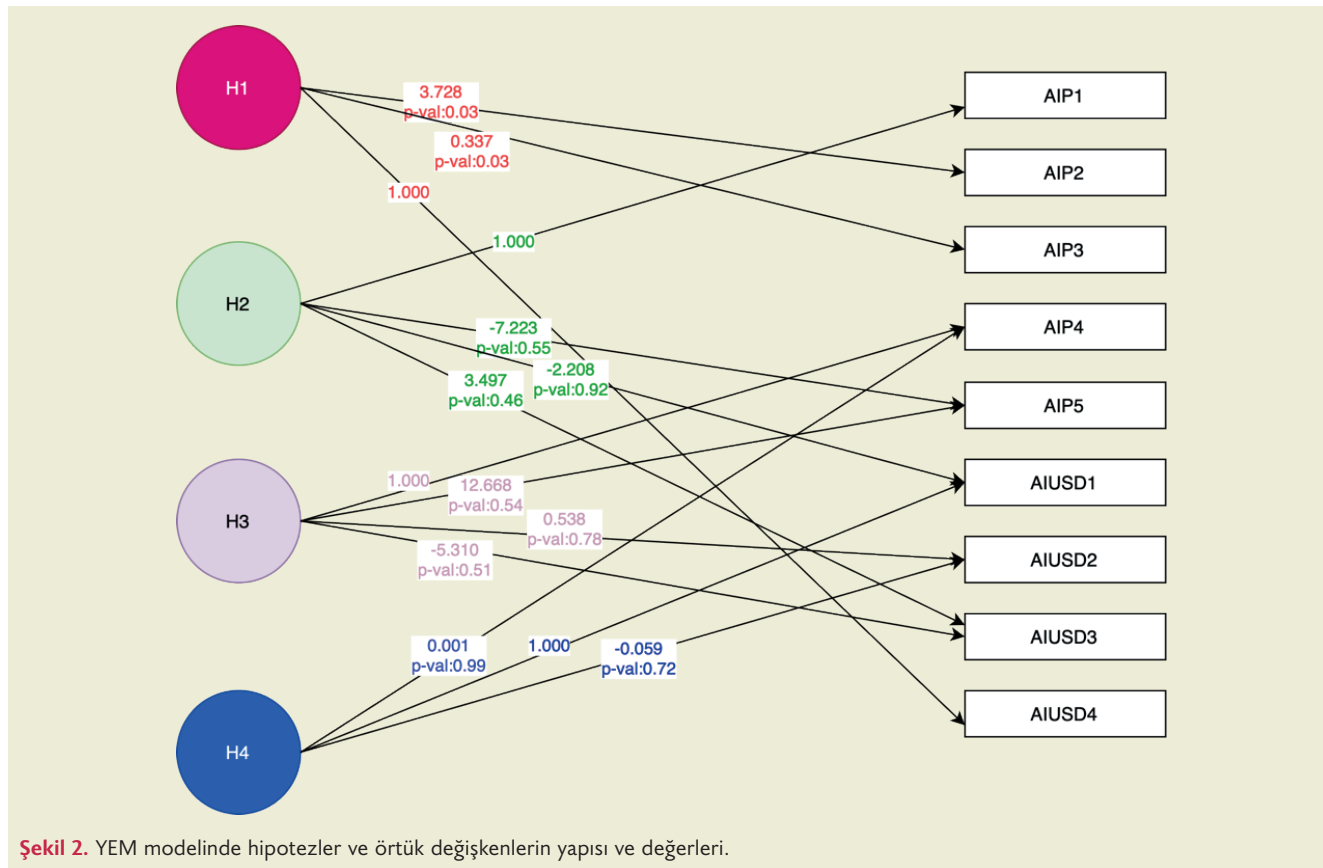 H1
3.728
p-val:0.03
0.337
p-val:0.03
1.000
H2
1.000
-7.223
p-val:0.55
-2.208
p-val:0.92
3.497
p-val:0.46
H3
1.000
12.668
p-val:0.54
0.538
p-val:0.78
-5.310
p-val:0.51
H4
0.001
p-val:0.99
1.000
-0.059
p-val:0.72
AIP1
AIP2
AIP3
AIP4
AIP5
AIUSD1
AIUSD2
AIUSD3
AIUSD4
Şekil 2. YEM modelinde hipotezler ve örtük değişkenlerin yapısı ve değerleri.